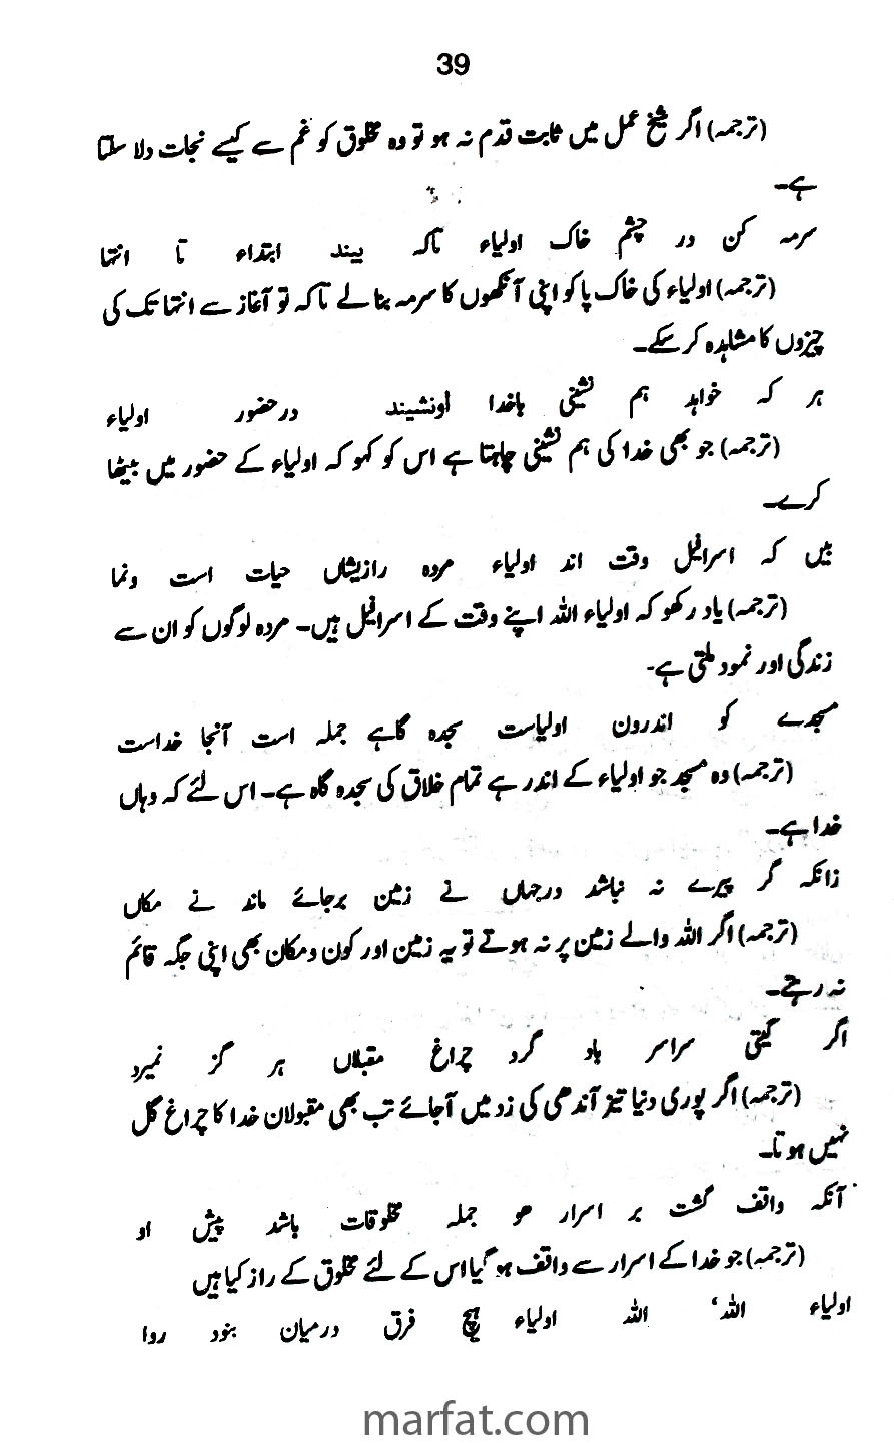 39
(ترجمہ) اگر شیخ عمل میں ثابت قدم نہ ہو تو وہ مخلوق کو غم سے کیسے نجات دلا سکتا
ہے۔
سرمہ کن در چشم خاک اولیاء تاکہ بیند ابتداء تا انتہا
(ترجمہ) اولیاء کی خاک پا کو اپنی آنکھوں کا سرمہ بنا لے تاکہ تو آغاز سے انتہا تک کی
چیزوں کا مشاہدہ کر سکے۔
ہر کہ خواہد ہم نشینی باخدا اونشیند درحضور اولیاء
(ترجمہ) جو بھی خدا کی ہم نشینی چاہتا ہے اس کو کہو کہ اولیاء کے حضور میں بیٹھا
کرے۔
ہیں کہ اسرافیل وقت اند اولیاء مردہ رازیشاں حیات است ونما
(ترجمہ) یاد رکھو کہ اولیاء اللہ اپنے وقت کے اسرافیل ہیں۔ مردہ لوگوں کو ان سے
زندگی اور نمود ملتی ہے۔
مسجدے کو اندرون اولیاست سجدہ گاہے جملہ است آنجا خداست
(ترجمہ) وہ مسجد جو اولیاء کے اندر ہے تمام خلاق کی سجدہ گاہ ہے۔ اس لئے کہ وہاں
خدا ہے۔
زانکہ گر پیرے نہ نباشد درجہاں نے زمین برجائے ماند نے مکاں
(ترجمہ) اگر اللہ والے زمین پر نہ ہوتے تو یہ زمین اور کون و مکان بھی اپنی جگہ قائم
نہ رہتے۔
اگر گیتی سراسر باد گرد چراغ مقبلاں ہر گز نمیرد
(ترجمہ) اگر پوری دنیا تیز آندھی کی زد میں آجائے تب بھی مقبولان خدا کا چراغ گل
نہیں ہوتا۔
آنکہ واقف گشت بر اسرار ھو جملہ مخلوقات باشد پیش او
(ترجمہ) جو خدا کے اسرار سے واقف ہو گیا اس کے لئے مخلوق کے راز کیا ہیں
اولیاء اللہ‘ اللہ اولیاء ہیچ فرق درمیان بنود روا
marfat.com